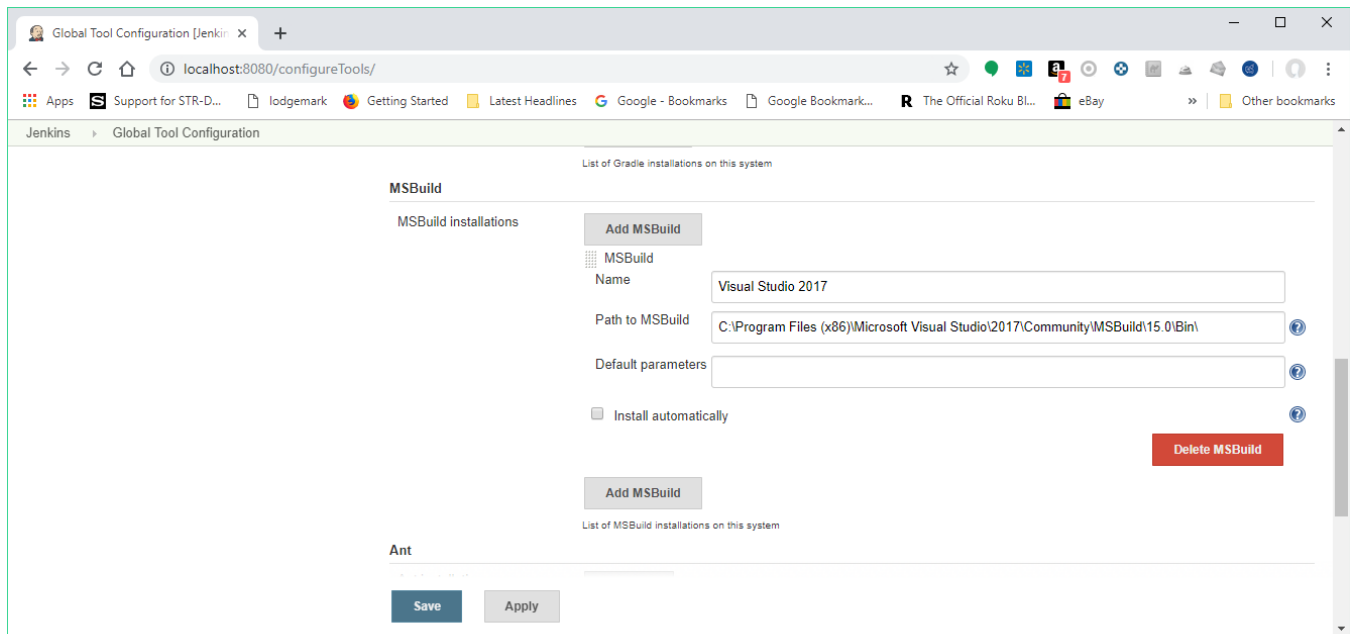 Global Tool Configuration [Jenkin
localhost:8080/configureTools/
7
Apps S Support for STR-D... lodgemark Getting Started Latest Headlines G Google - Bookmarks Google Bookmark... R The Official Roku Bl... eBay » Other bookmarks
Jenkins Global Tool Configuration
List of Gradle installations on this system
MSBuild
MSBuild installations
Add MSBuild
MSBuild
Name
Visual Studio 2017
Path to MSBuild
C:\Program Files (x86)\Microsoft Visual Studio\2017\Community\MSBuild\15.0\Bin\
Default parameters
Install automatically
Delete MSBuild
Add MSBuild
List of MSBuild installations on this system
Ant
Save Apply